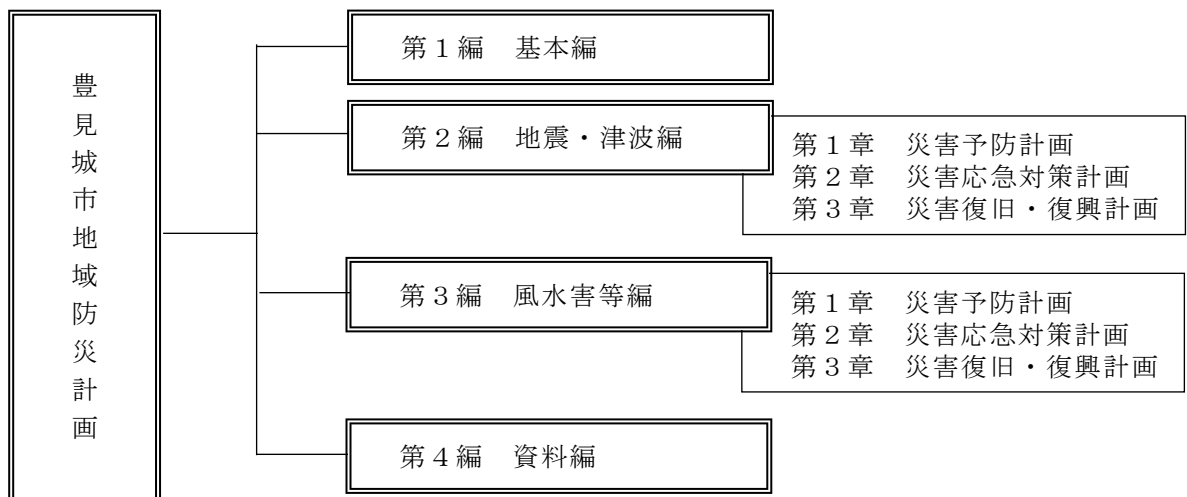 豊見城市地域防災計画
第１編　基本編
第２編　地震・津波編
第１章　災害予防計画
第２章　災害応急対策計画
第３章　災害復旧・復興計画
第３編　風水害等編
第１章　災害予防計画
第２章　災害応急対策計画
第３章　災害復旧・復興計画
第４編　資料編